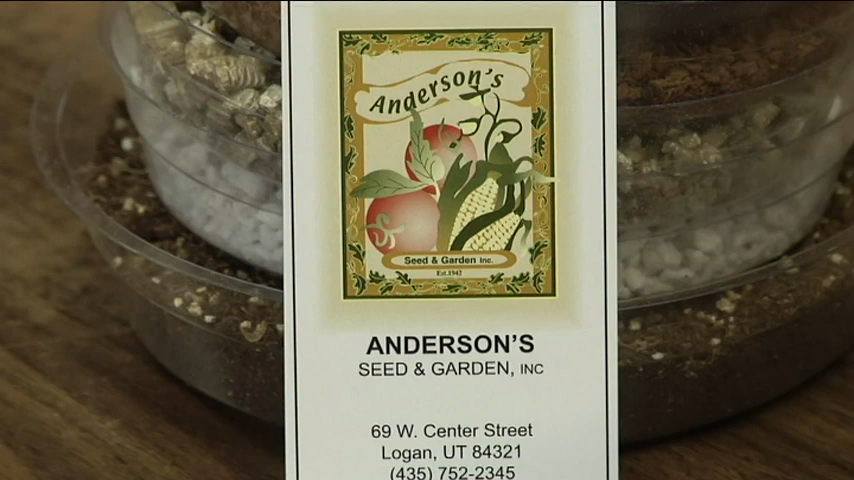 Anderson's
Seed & Garden Inc.
Est.1942
ANDERSON'S
SEED & GARDEN, INC
69 W. Center Street
Logan, UT 84321
(435) 752-2345